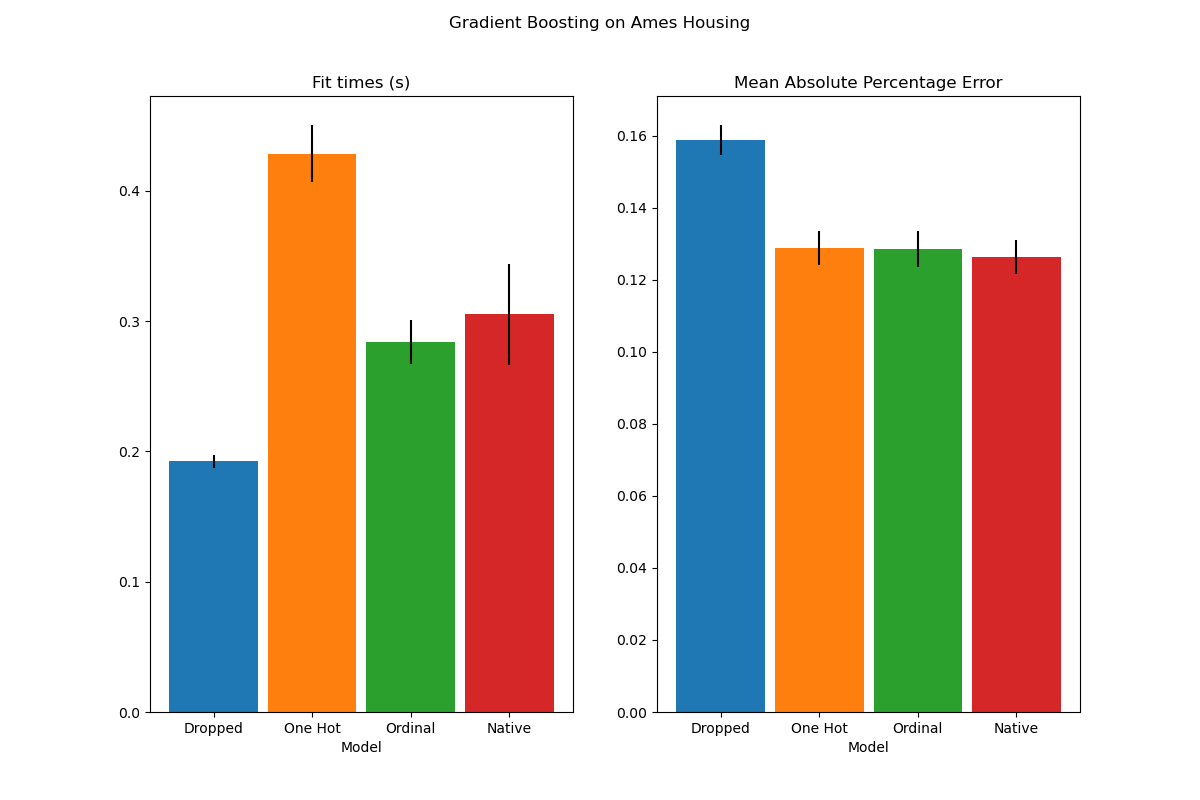 Gradient Boosting on Ames Housing
Fit times (s)
0.4
0.3
0.2
0.1
0.0
Dropped One Hot Ordinal Native
Model
Mean Absolute Percentage Error
0.16
0.14
0.12
0.10
0.08
0.06
0.04
0.02
0.00
Dropped One Hot Ordinal Native
Model